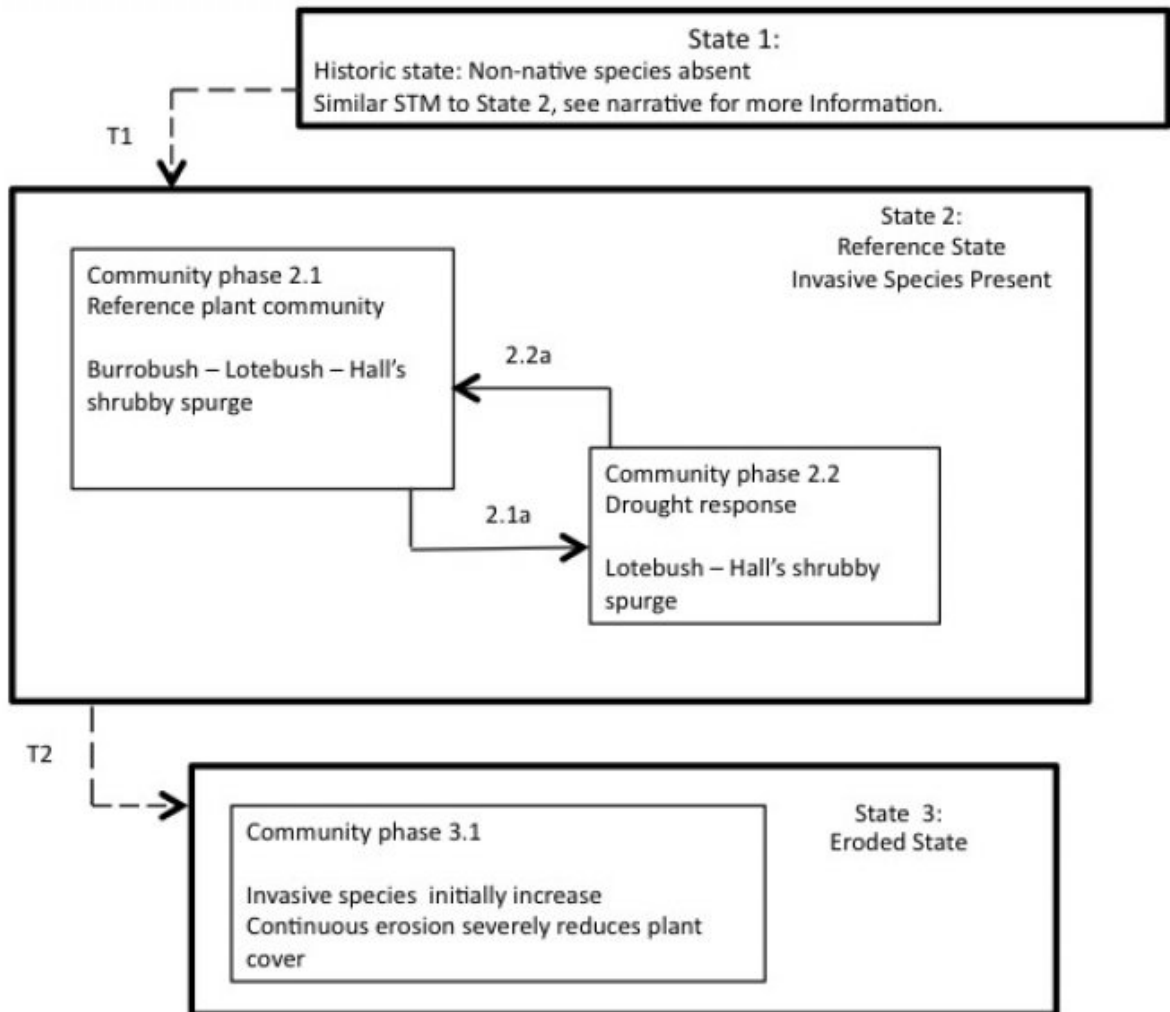 State 1:
Historic state: Non-native species absent
Similar STM to State 2, see narrative for more Information.
T1
State 2:
Reference State
Invasive Species Present
Community phase 2.1
Reference plant community
Burrobush – Lotebush – Hall's
shrubby spurge
2.2a
2.1a
Community phase 2.2
Drought response
Lotebush – Hall's shrubby
spurge
T2
State 3:
Eroded State
Community phase 3.1
Invasive species initially increase
Continuous erosion severely reduces plant
cover